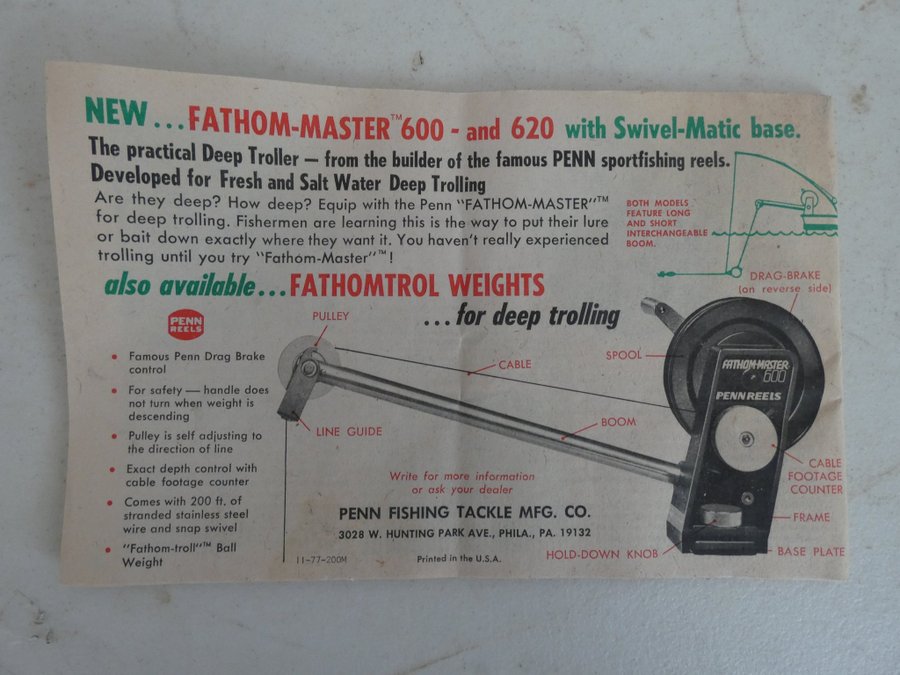 NEW...FATHOM-MASTER™600 - and 620 with Swivel-Matic base.
The practical Deep Troller — from the builder of the famous PENN sportfishing reels.
Developed for Fresh and Salt Water Deep Trolling
Are they deep? How deep? Equip with the Penn "FATHOM-MASTER"™
for deep trolling. Fishermen are learning this is the way to put their lure
or bait down exactly where they want it. You haven't really experienced
trolling until you try "Fathom-Master"™!
BOTH MODELS
FEATURE LONG
AND SHORT
INTERCHANGEABLE
BOOM.
also available...FATHOMTROL WEIGHTS
...for deep trolling
DRAG-BRAKE
(on reverse side)
PENN
REELS
PULLEY
CABLE
SPOOL
LINE GUIDE
BOOM
FATHOM-MASTER
600
PENN REELS
CABLE
FOOTAGE
COUNTER
FRAME
BASE PLATE
HOLD-DOWN KNOB
• Famous Penn Drag Brake
control
• For safety — handle does
not turn when weight is
descending
• Pulley is self adjusting to
the direction of line
• Exact depth control with
cable footage counter
• Comes with 200 ft. of
stranded stainless steel
wire and snap swivel
• "Fathom-troll"™ Ball
Weight
Write for more information
or ask your dealer
PENN FISHING TACKLE MFG. CO.
3028 W. HUNTING PARK AVE., PHILA., PA. 19132
11-77-200M
Printed in the U.S.A.